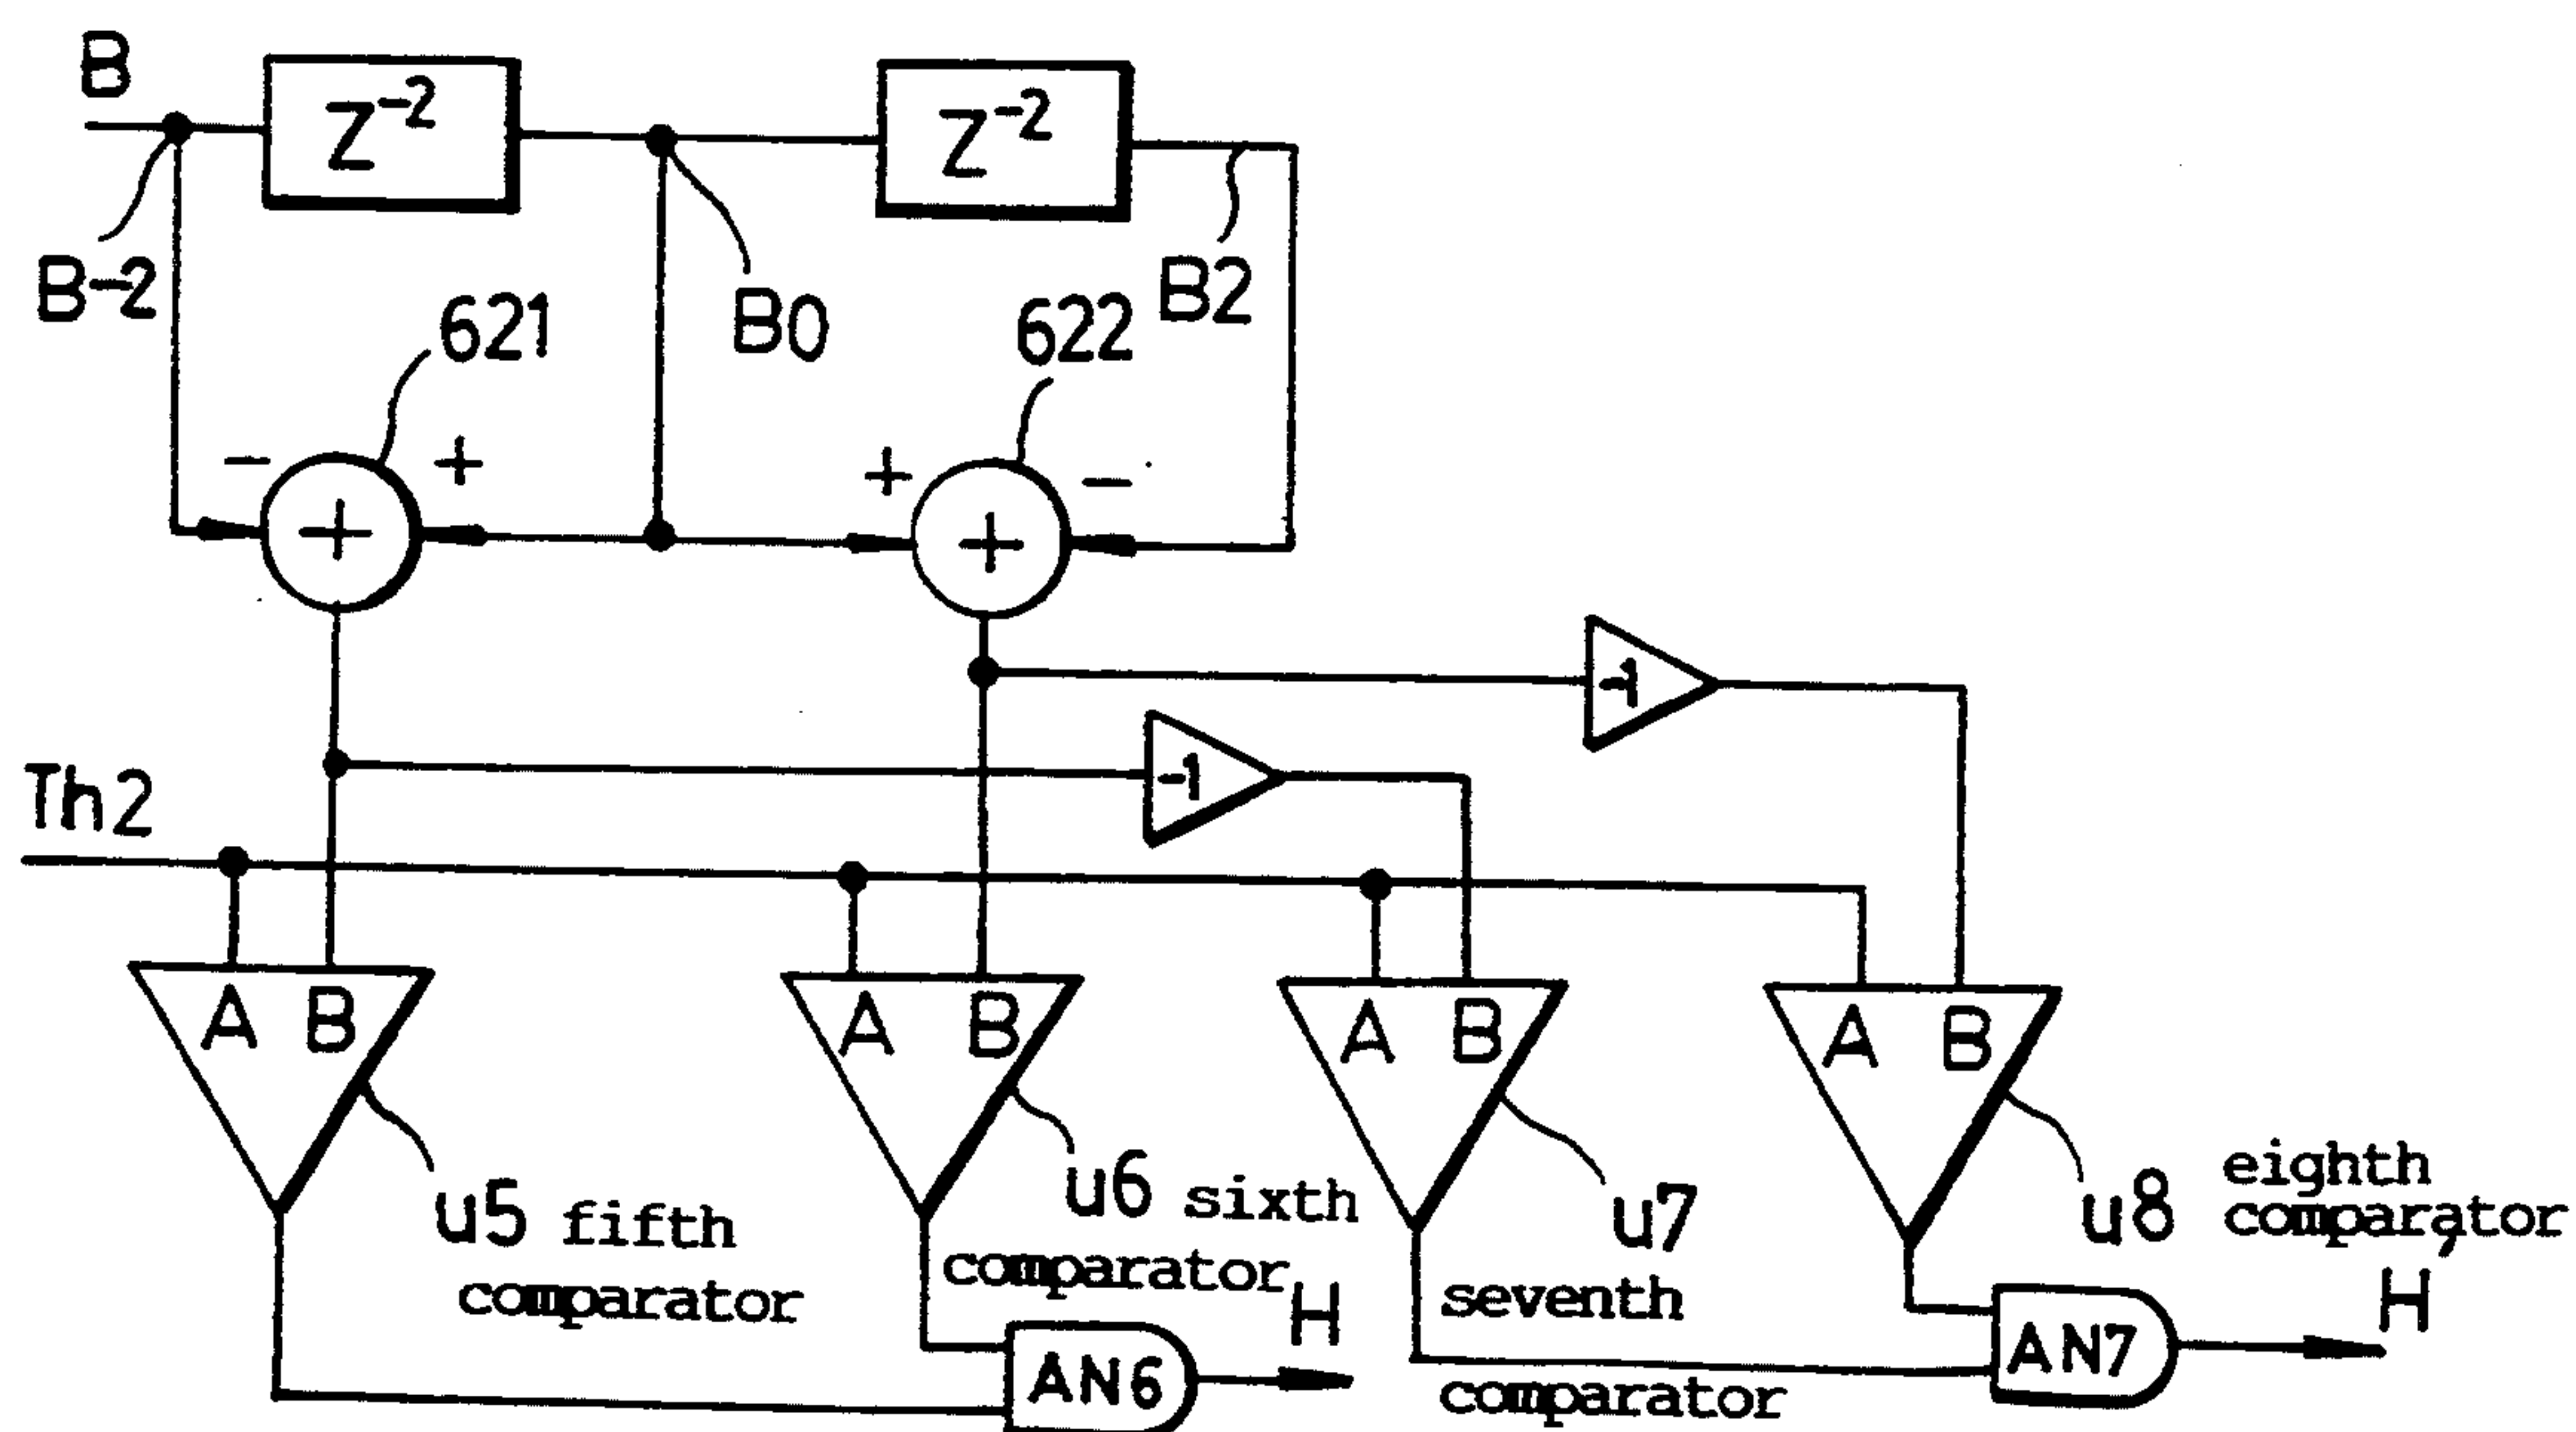 B
Z⁻²
Z⁻²
B-2
621
B0
622
B2
- +
+ -
+
+
-1
-1
Th2
A B
A B
A B
A B
u5 fifth
comparator
u6 sixth
comparator
u7
seventh
comparator
u8 eighth
comparator
H
H'
AN6
AN7